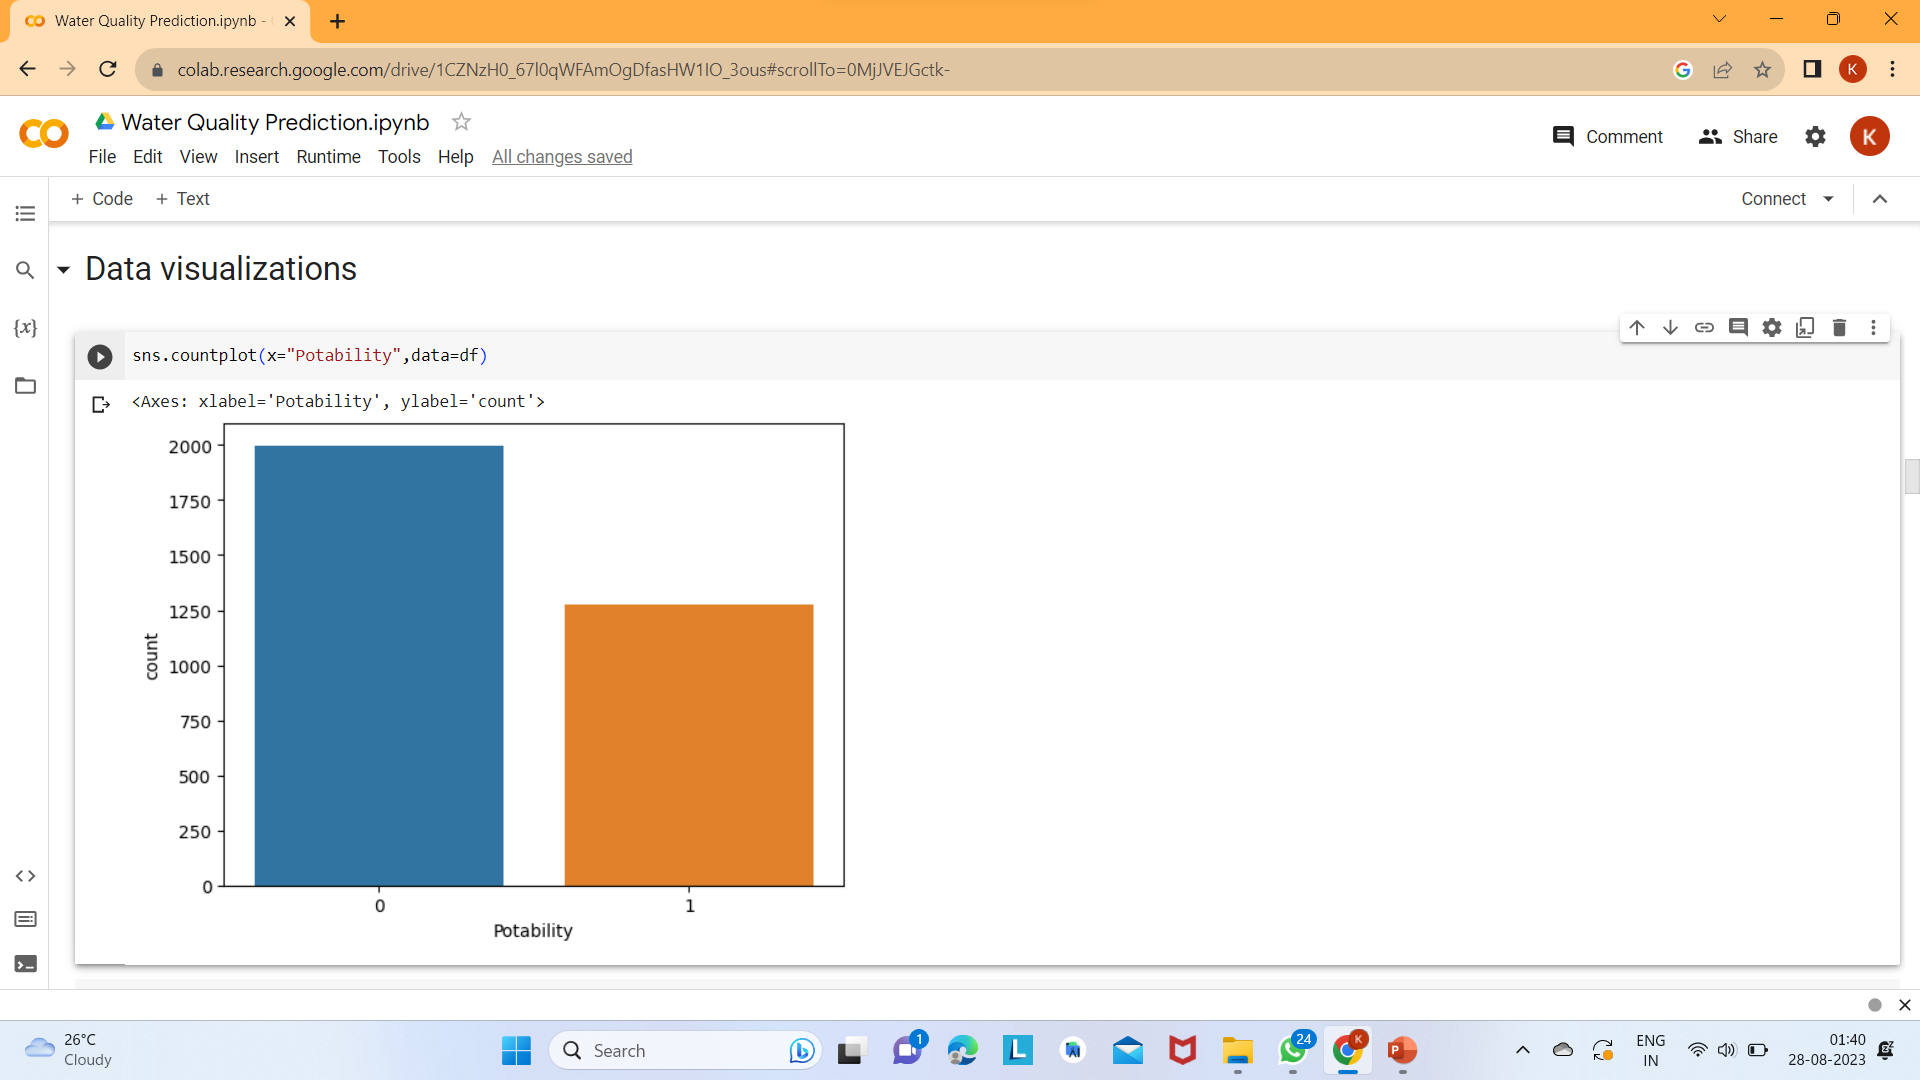 Water Quality Prediction.ipynb -
colab.research.google.com/drive/1CZNzH0_67l0qWFAmOgDfasHW1IO_3ous#scrollTo=0MjJVEJGctk-
K
Water Quality Prediction.ipynb
File Edit View Insert Runtime Tools Help All changes saved
Comment Share K
+ Code + Text
Connect
Data visualizations
{x}
sns.countplot(x="Potability",data=df)
<Axes: xlabel='Potability', ylabel='count'>
2000
1750
1500
1250
1000
750
500
250
0
count
0 1
Potability
26°C
Cloudy
Search
1
L
24
K
P
ENG
IN
01:40
28-08-2023